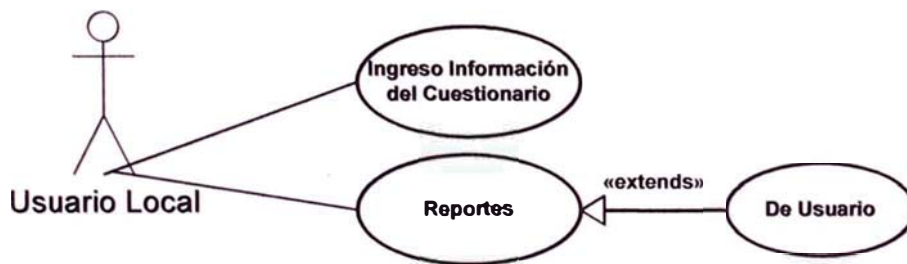 Ingreso Información
del Cuestionario
Usuario Local
Reportes
«extends»
De Usuario